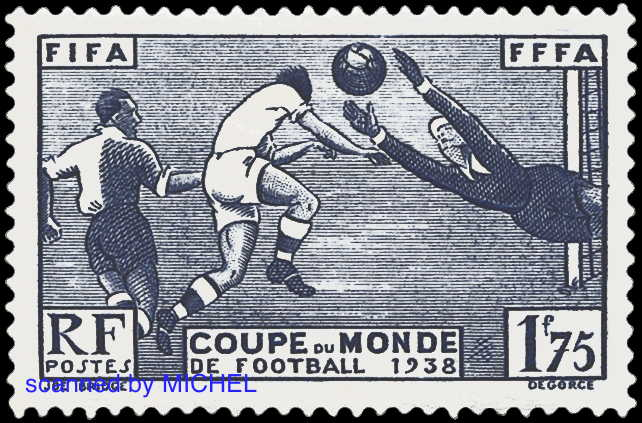 FIFA
FFFA
RF
POSTES
COUPE DU MONDE
DE FOOTBALL 1938
1F75
DEGORCE
scanned by MICHEL